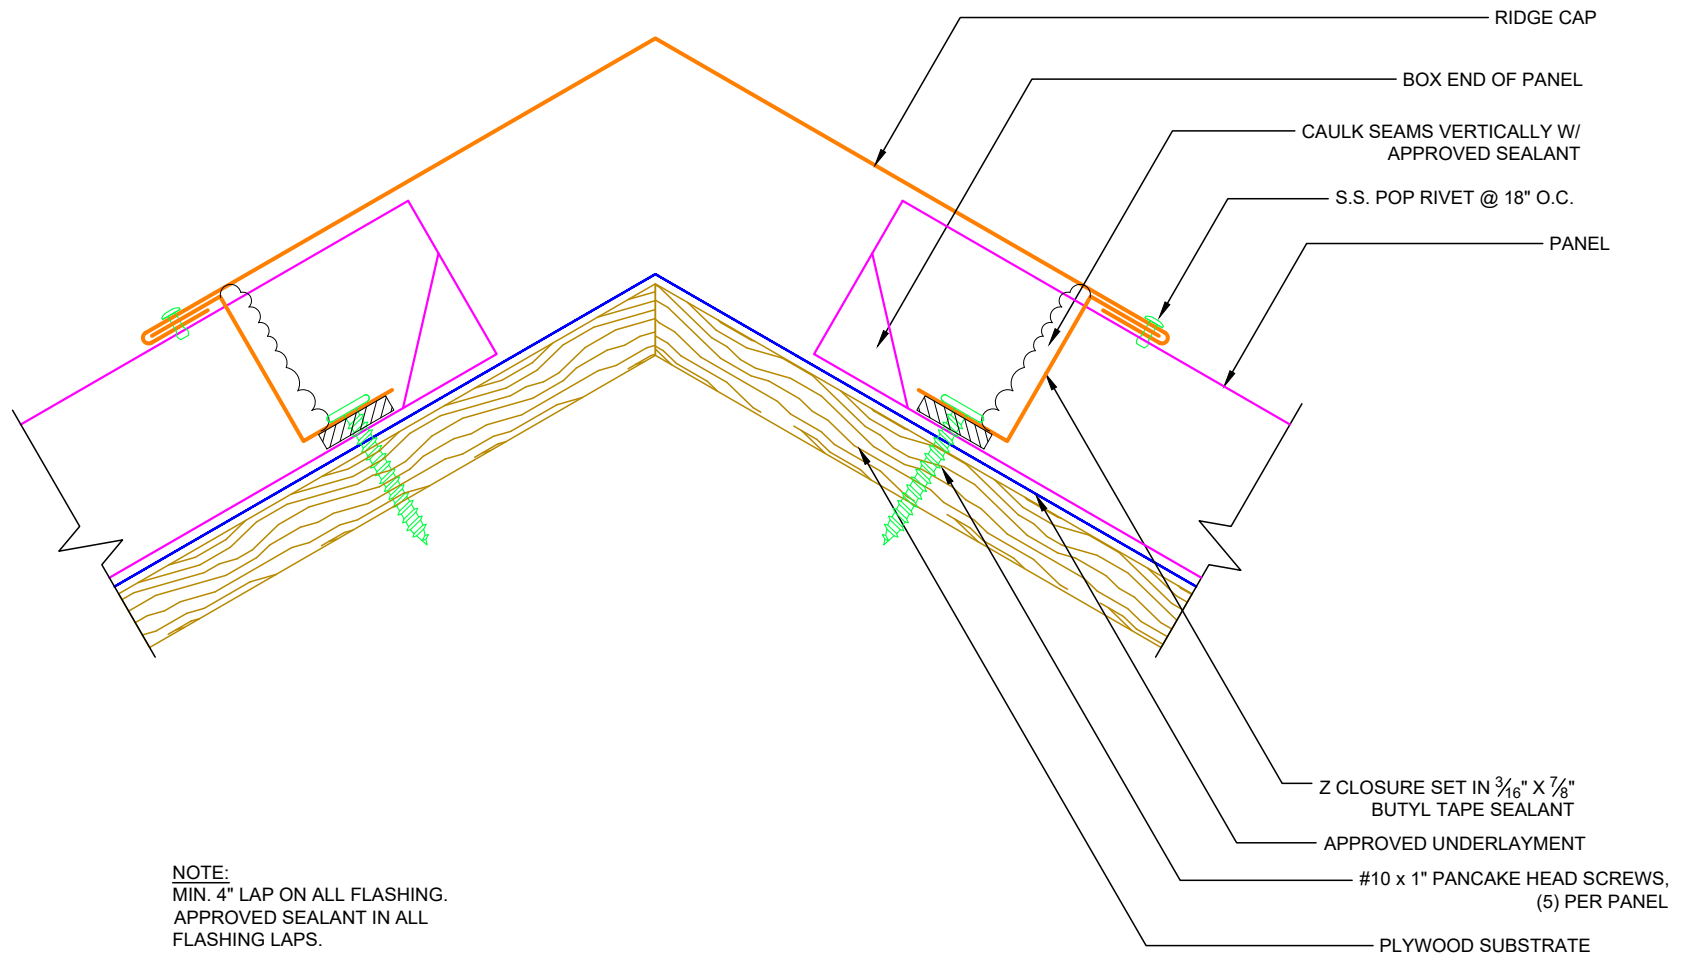 RIDGE CAP
BOX END OF PANEL
CAULK SEAMS VERTICALLY W/
APPROVED SEALANT
S.S. POP RIVET @ 18" O.C.
PANEL
Z CLOSURE SET IN 3/16" X 7/8"
BUTYL TAPE SEALANT
APPROVED UNDERLAYMENT
#10 x 1" PANCAKE HEAD SCREWS,
(5) PER PANEL
PLYWOOD SUBSTRATE
NOTE:
MIN. 4" LAP ON ALL FLASHING.
APPROVED SEALANT IN ALL
FLASHING LAPS.